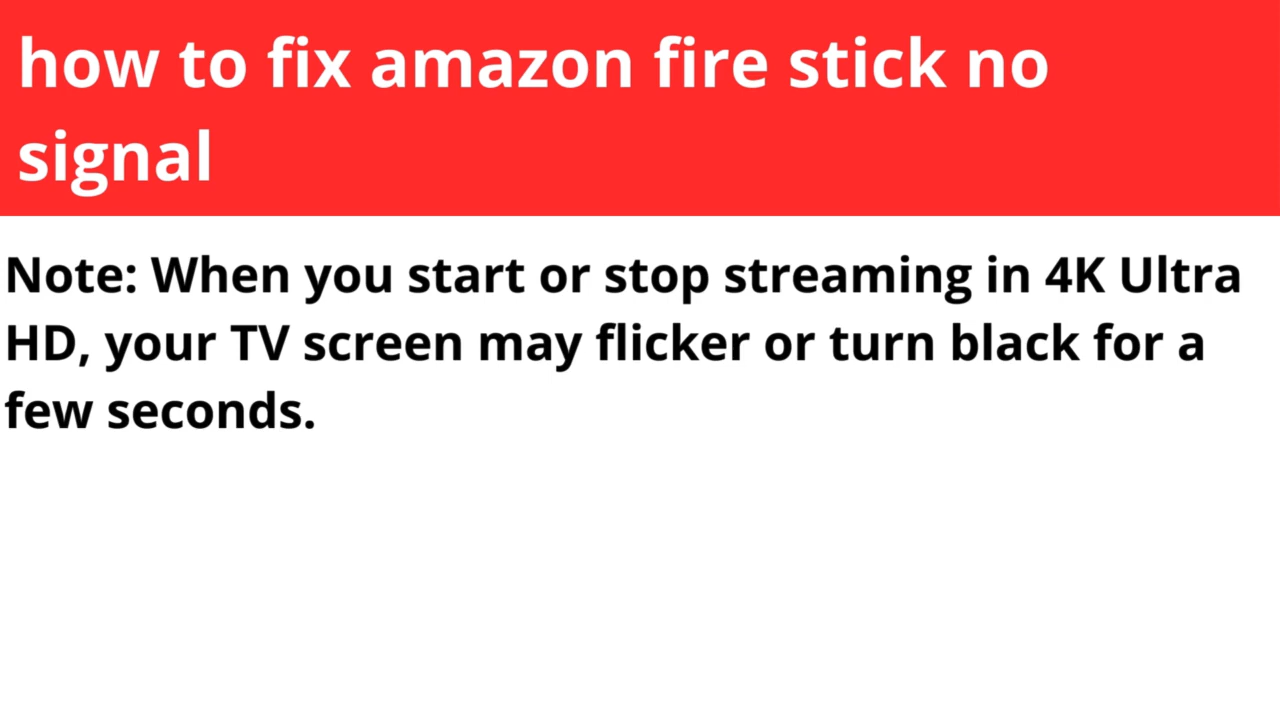 how to fix amazon fire stick no
signal
Note: When you start or stop streaming in 4K Ultra
HD, your TV screen may flicker or turn black for a
few seconds.